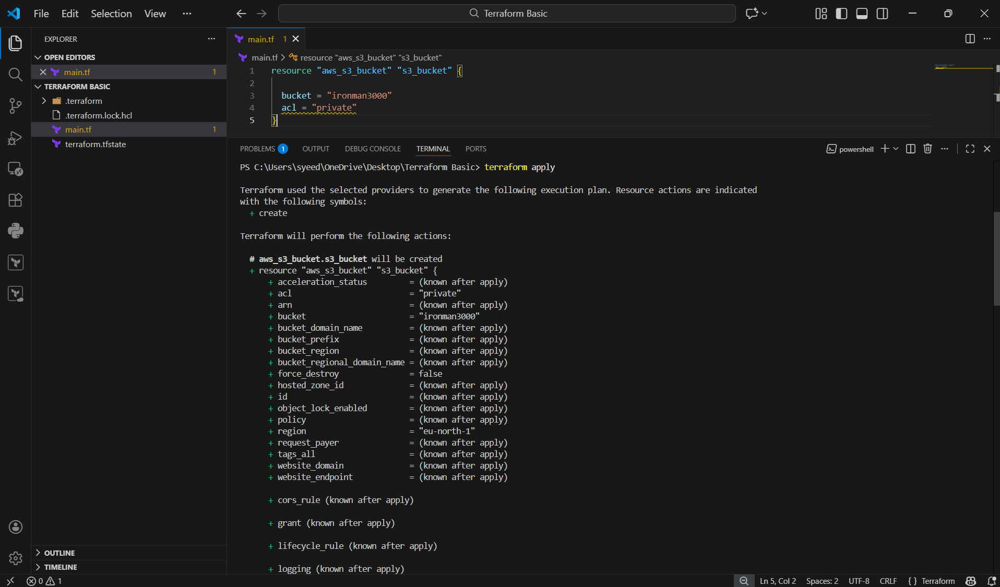 File Edit Selection View ···
Terraform Basic
EXPLORER
OPEN EDITORS
main.tf 1
TERRAFORM BASIC
.terraform
.terraform.lock.hcl
main.tf 1
terraform.tfstate
OUTLINE
TIMELINE
main.tf 1
main.tf > resource "aws_s3_bucket" "s3_bucket"
1 resource "aws_s3_bucket" "s3_bucket" {
2
3 bucket = "ironman3000"
4 acl = "private"
5 }
PROBLEMS 1 OUTPUT DEBUG CONSOLE TERMINAL PORTS
powershell
PS C:\Users\syeed\OneDrive\Desktop\Terraform Basic> terraform apply
Terraform used the selected providers to generate the following execution plan. Resource actions are indicated
with the following symbols:
+ create
Terraform will perform the following actions:
# aws_s3_bucket.s3_bucket will be created
+ resource "aws_s3_bucket" "s3_bucket" {
+ acceleration_status = (known after apply)
+ acl = "private"
+ arn = (known after apply)
+ bucket = "ironman3000"
+ bucket_domain_name = (known after apply)
+ bucket_prefix = (known after apply)
+ bucket_region = (known after apply)
+ bucket_regional_domain_name = (known after apply)
+ force_destroy = false
+ hosted_zone_id = (known after apply)
+ id = (known after apply)
+ object_lock_enabled = (known after apply)
+ policy = (known after apply)
+ region = "eu-north-1"
+ request_payer = (known after apply)
+ tags_all = (known after apply)
+ website_domain = (known after apply)
+ website_endpoint = (known after apply)
+ cors_rule (known after apply)
+ grant (known after apply)
+ lifecycle_rule (known after apply)
+ logging (known after apply)
0 1
Ln 5, Col 2 Spaces: 2 UTF-8 CRLF {} Terraform